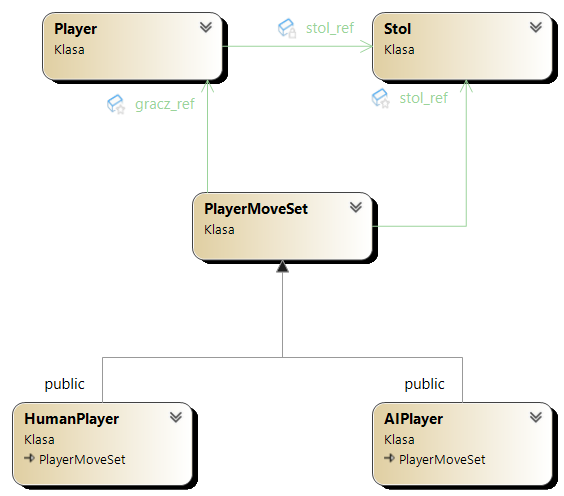 Player
Klasa
stol_ref
Stol
Klasa
gracz_ref
stol_ref
PlayerMoveSet
Klasa
public
public
HumanPlayer
Klasa
PlayerMoveSet
AIPlayer
Klasa
PlayerMoveSet